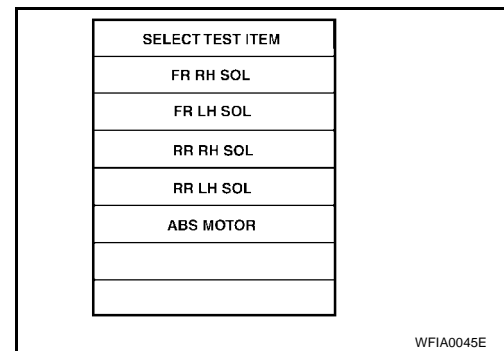 SELECT TEST ITEM
FR RH SOL
FR LH SOL
RR RH SOL
RR LH SOL
ABS MOTOR
WFIA0045E